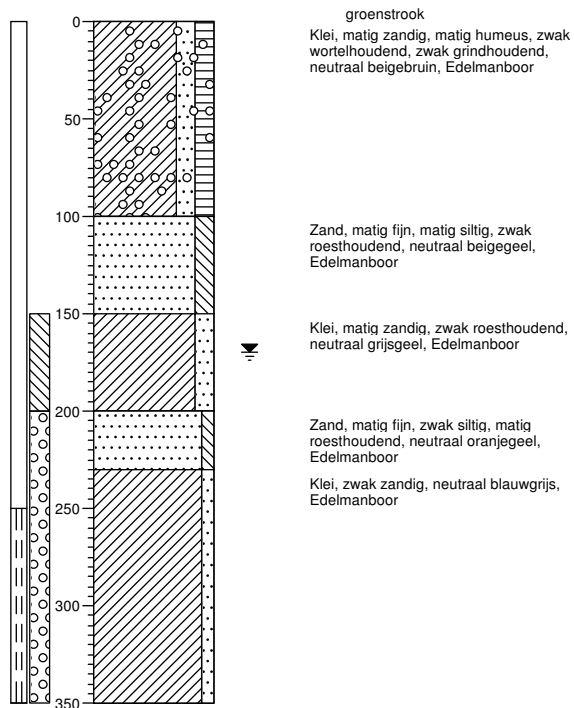 groenstrook
0
Klei, matig zandig, matig humeus, zwak
wortelhoudend, zwak grindhoudend,
neutraal beigebruin, Edelmanboor
50
100
Zand, matig fijn, matig siltig, zwak
roesthoudend, neutraal beigegeel,
Edelmanboor
150
Klei, matig zandig, zwak roesthoudend,
neutraal grijsgeel, Edelmanboor
200
Zand, matig fijn, zwak siltig, matig
roesthoudend, neutraal oranjegeel,
Edelmanboor
Klei, zwak zandig, neutraal blauwgrijs,
Edelmanboor
250
300
350